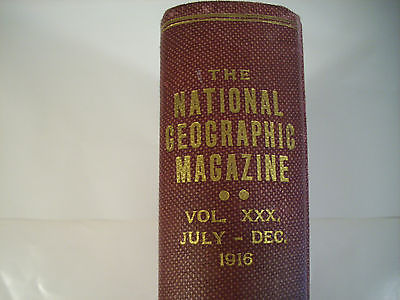 THE
NATIONAL
GEOGRAPHIC
MAGAZINE
VOL. XXX.
JULY - DEC.
1916